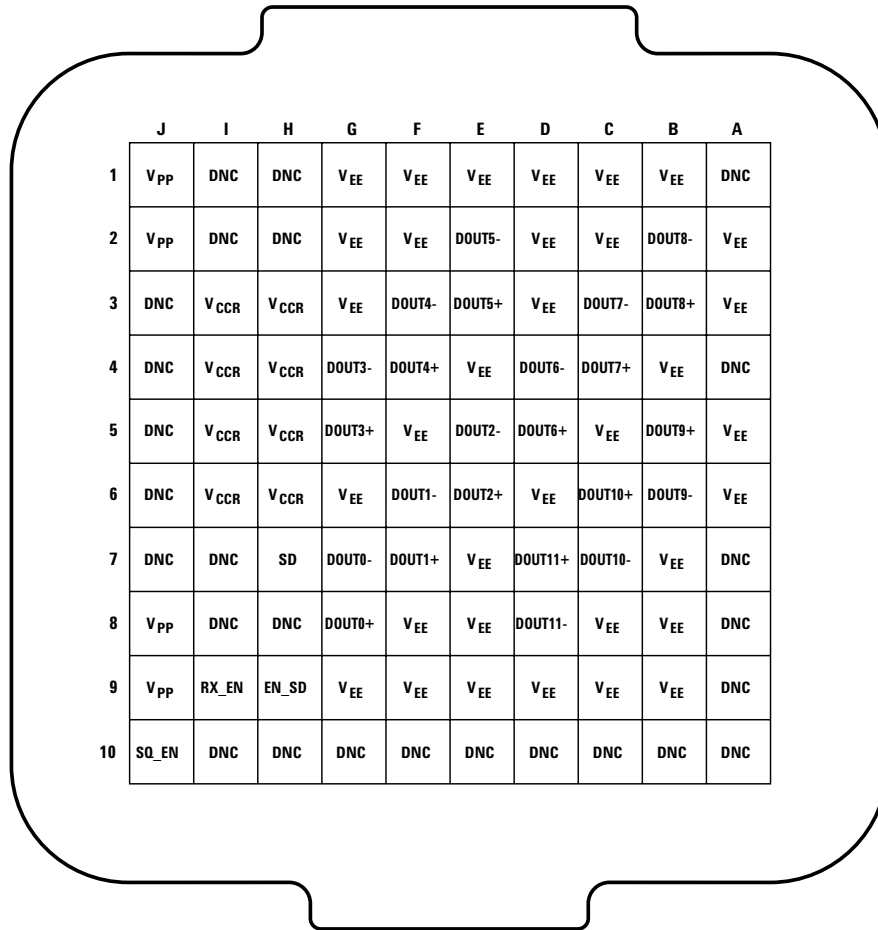 J I H G F E D C B A
1 VPP DNC DNC VEE VEE VEE VEE VEE VEE DNC
2 VPP DNC DNC VEE VEE DOUT5- VEE VEE DOUT8- VEE
3 DNC VCCR VCCR VEE DOUT4- DOUT5+ VEE DOUT7- DOUT8+ VEE
4 DNC VCCR VCCR DOUT3- DOUT4+ VEE DOUT6- DOUT7+ VEE DNC
5 DNC VCCR VCCR DOUT3+ VEE DOUT2- DOUT6+ VEE DOUT9+ VEE
6 DNC VCCR VCCR VEE DOUT1- DOUT2+ VEE DOUT10+ DOUT9- VEE
7 DNC DNC SD DOUT0- DOUT1+ VEE DOUT11+ DOUT10- VEE DNC
8 VPP DNC DNC DOUT0+ VEE VEE DOUT11- VEE VEE DNC
9 VPP RX_EN EN_SD VEE VEE VEE VEE VEE VEE DNC
10 SQ_EN DNC DNC DNC DNC DNC DNC DNC DNC DNC